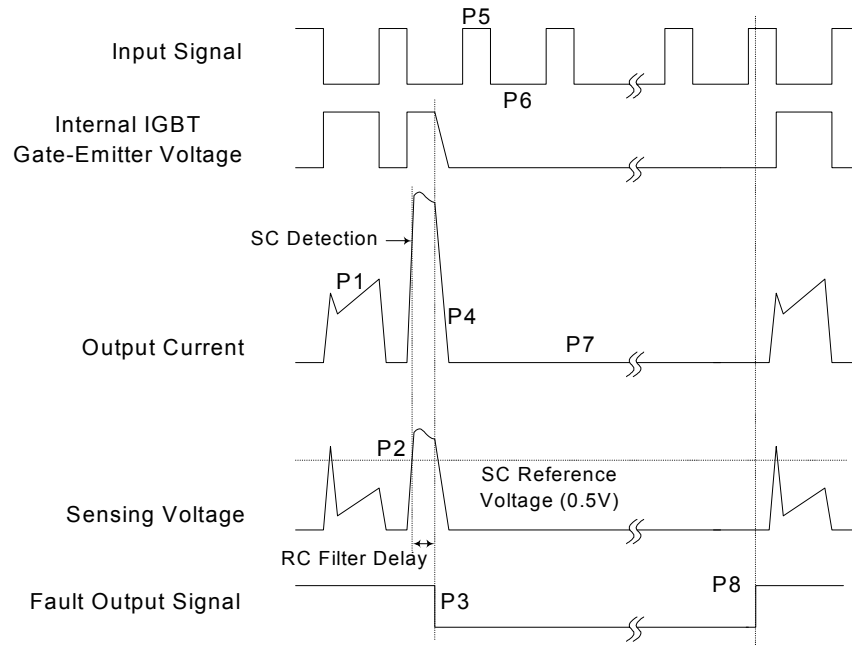 P5
Input Signal
P6
Internal IGBT
Gate-Emitter Voltage
SC Detection
P1
P4
Output Current
P7
P2
SC Reference
Voltage (0.5V)
Sensing Voltage
RC Filter Delay
Fault Output Signal
P3
P8